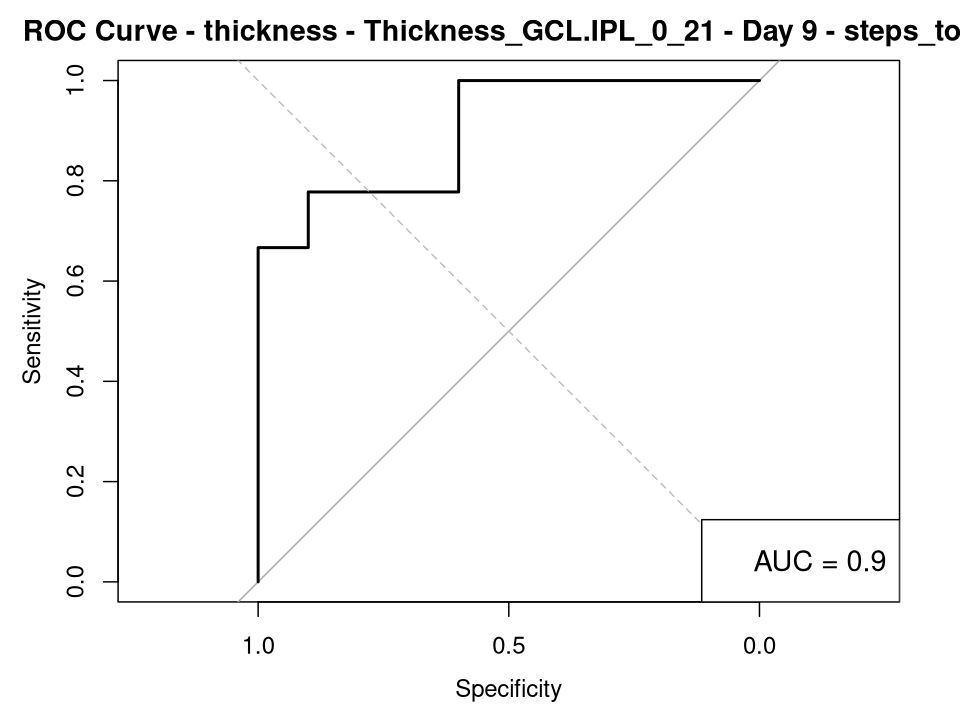 ROC Curve - thickness - Thickness_GCL.IPL_0_21 - Day 9 - steps_to
1.0
0.8
0.6
0.4
0.2
0.0
Sensitivity
AUC = 0.9
1.0 0.5 0.0
Specificity